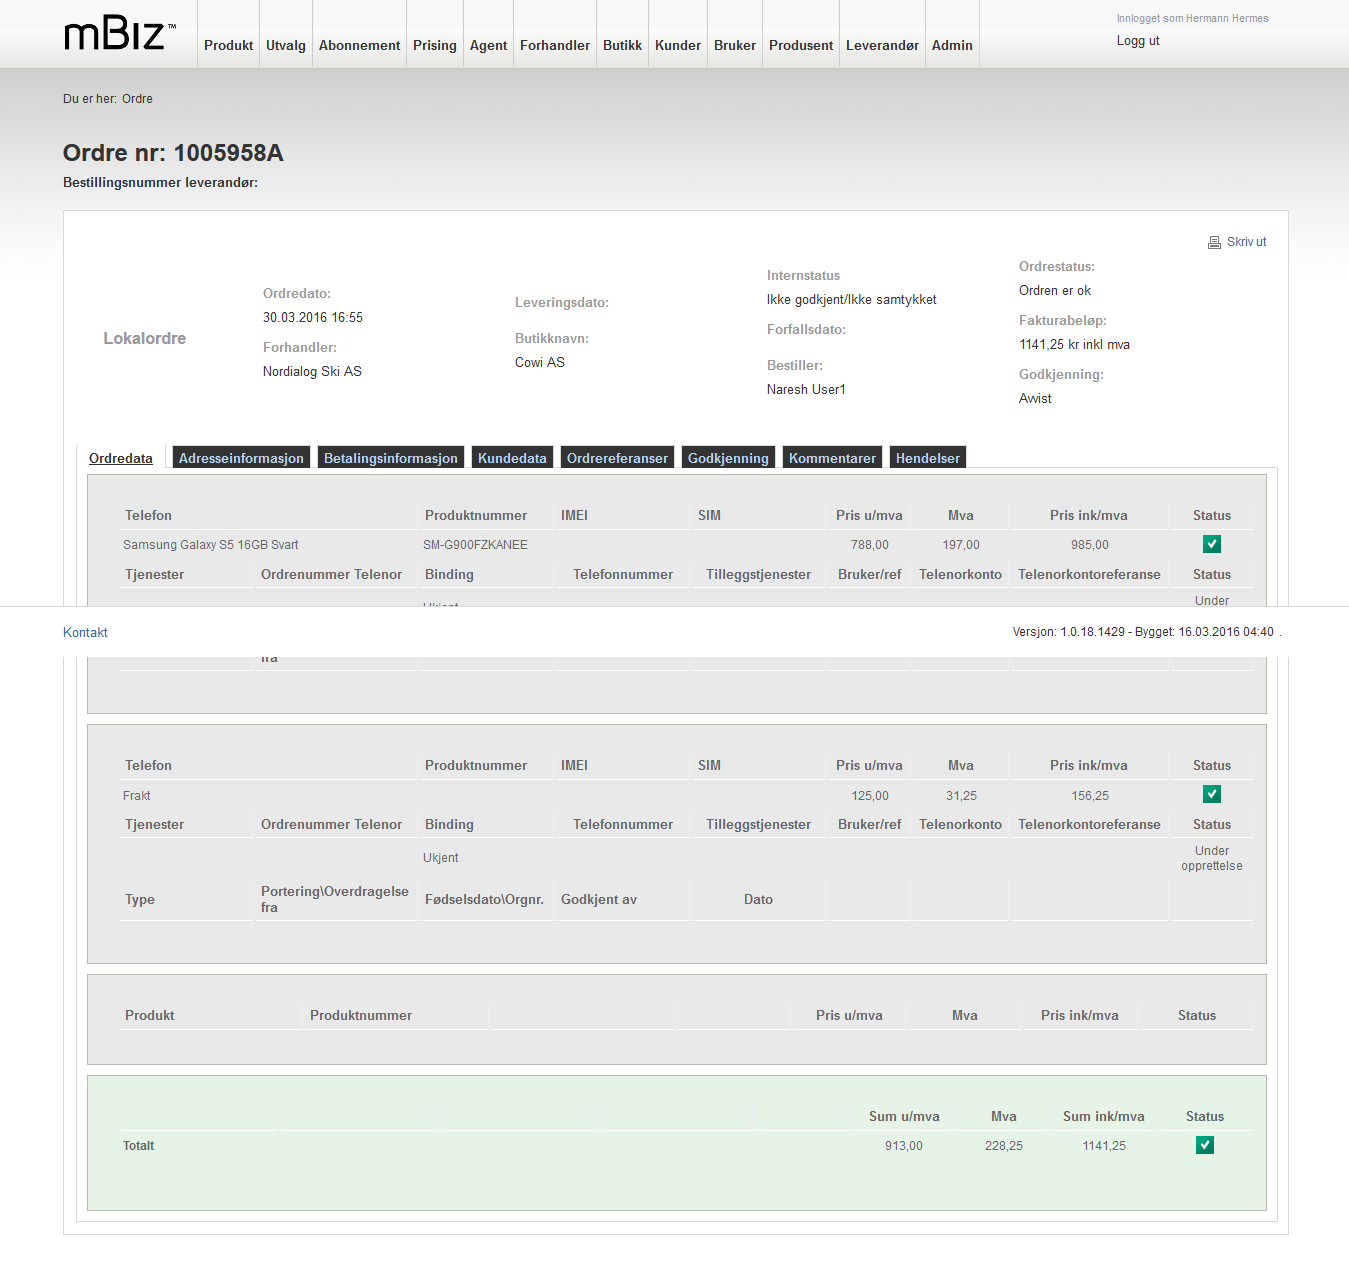 mBiz™
Produkt Utvalg Abonnement Prising Agent Forhandler Butikk Kunder Bruker Produsent Leverandør Admin
Innlogget som Hermann Hermes
Logg ut
Du er her: Ordre
Ordre nr: 1005958A
Bestillingsnummer leverandør:
Skriv ut
Lokalordre
Ordredato:
30.03.2016 16:55
Forhandler:
Nordialog Ski AS
Leveringsdato:
Butikknavn:
Cowi AS
Internstatus
Ikke godkjent/Ikke samtykket
Forfallsdato:
Bestiller:
Naresh User1
Ordrestatus:
Ordren er ok
Fakturabeløp:
1141,25 kr inkl mva
Godkjenning:
Avvist
Ordredata Adresseinformasjon Betalingsinformasjon Kundedata Ordrereferanser Godkjenning Kommentarer Hendelser
Telefon Produktnummer IMEI SIM Pris u/mva Mva Pris ink/mva Status
Samsung Galaxy S5 16GB Svart SM-G900FZKANEE 788,00 197,00 985,00
Tjenester Ordrenummer Telenor Binding Telefonnummer Tilleggstjenester Bruker/ref Telenorkonto Telenorkontoreferanse Status
Ukjent Under
Kontakt Versjon: 1.0.18.1429 - Bygget: 16.03.2016 04:40 .
fra
Telefon Produktnummer IMEI SIM Pris u/mva Mva Pris ink/mva Status
Frakt 125,00 31,25 156,25
Tjenester Ordrenummer Telenor Binding Telefonnummer Tilleggstjenester Bruker/ref Telenorkonto Telenorkontoreferanse Status
Ukjent Under
opprettelse
Type Portering\Overdragelse
fra Fødselsdato\Orgnr. Godkjent av Dato
Produkt Produktnummer Pris u/mva Mva Pris ink/mva Status
Sum u/mva Mva Sum ink/mva Status
Totalt 913,00 228,25 1141,25